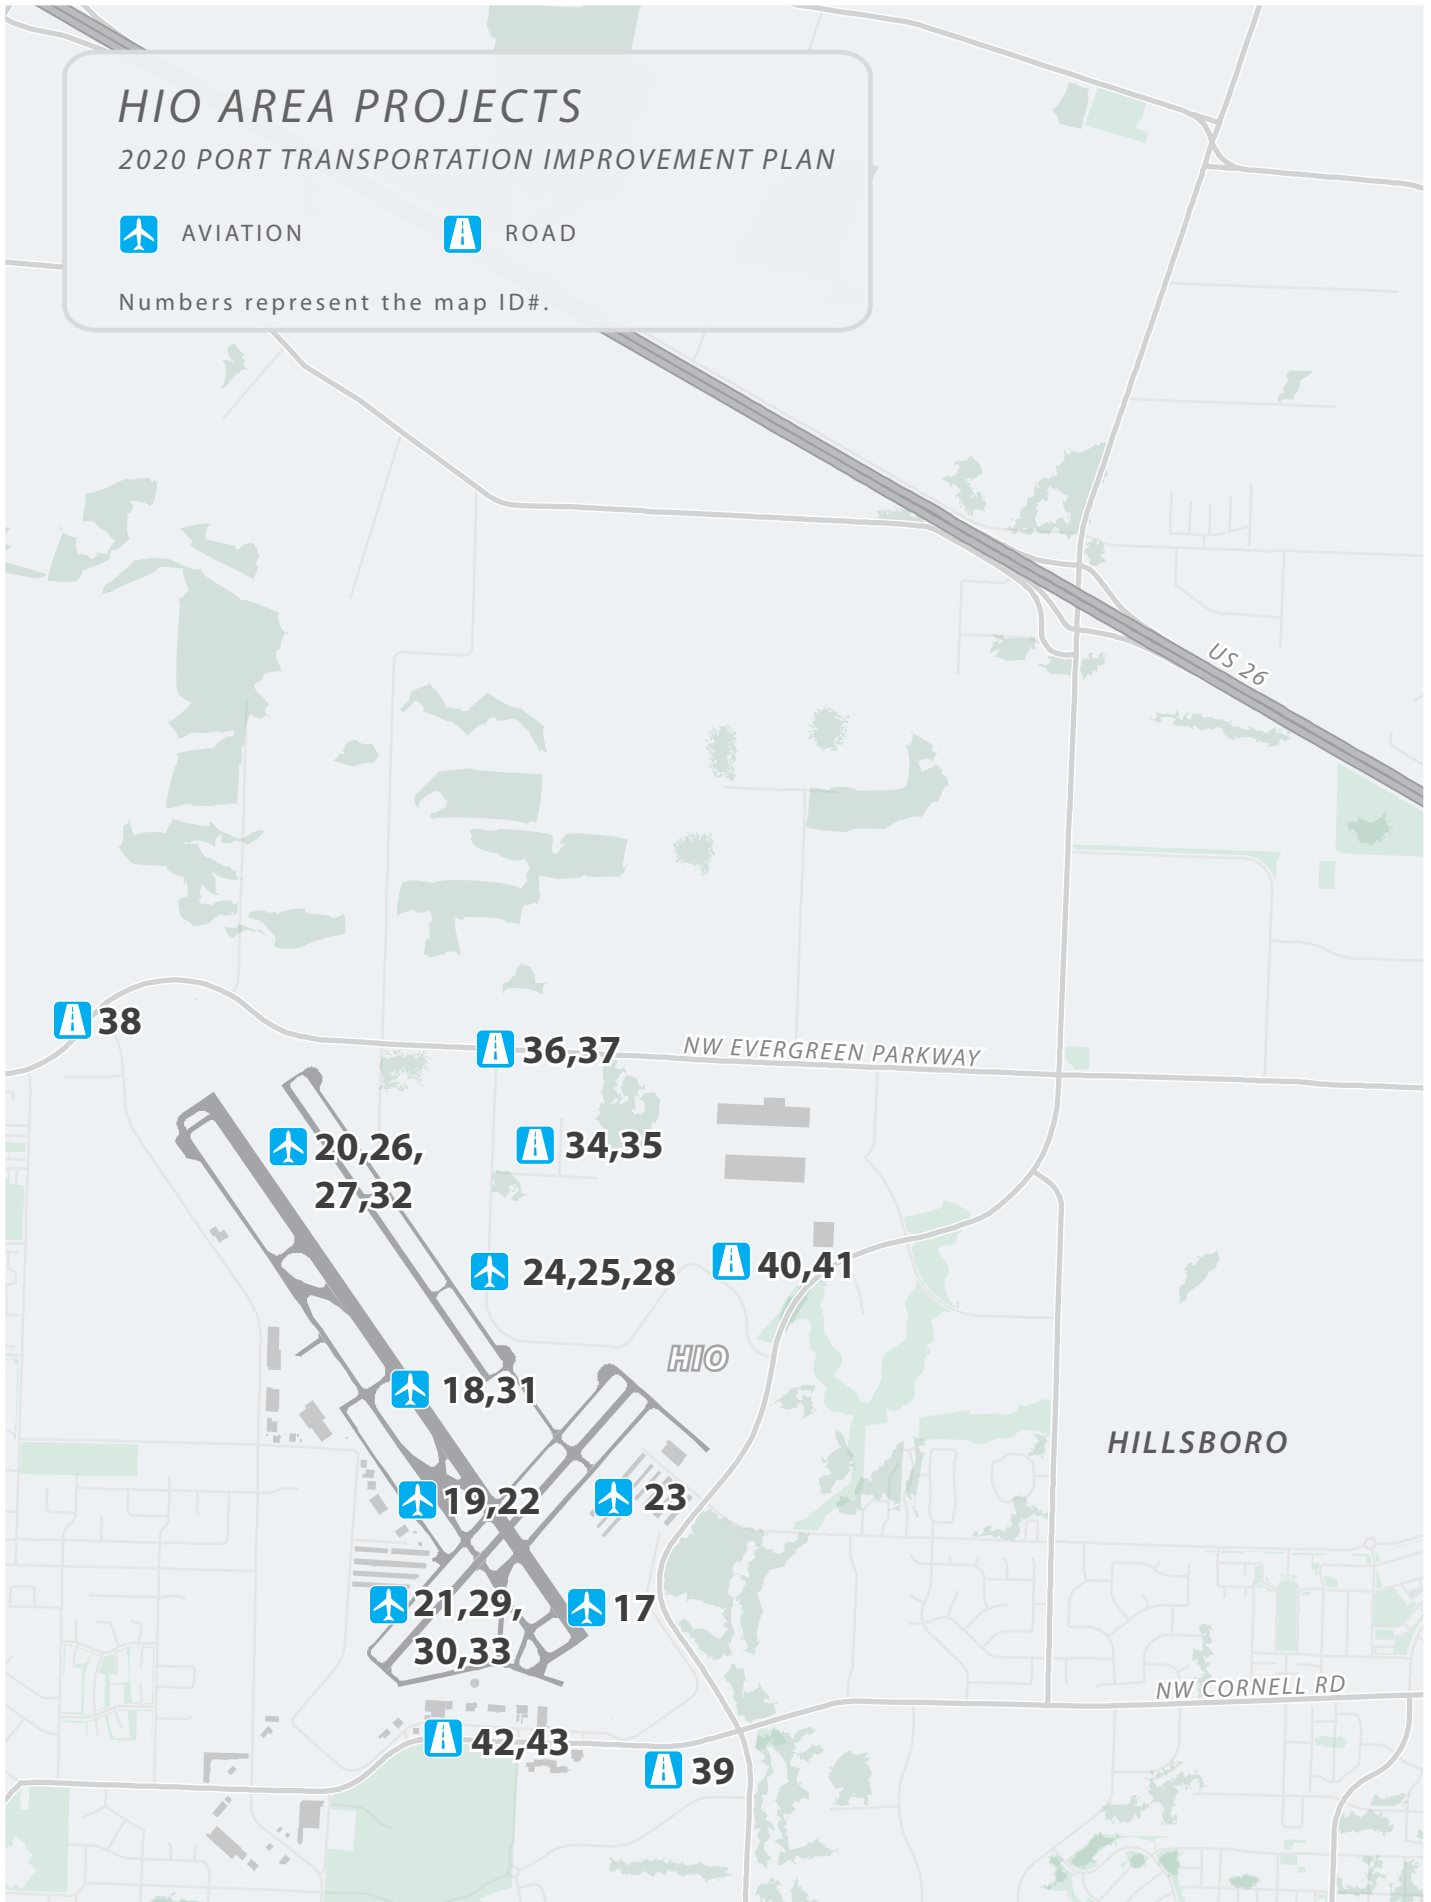 HIO AREA PROJECTS
2020 PORT TRANSPORTATION IMPROVEMENT PLAN
AVIATION
ROAD
Numbers represent the map ID#.
US 26
38
36,37
NW EVERGREEN PARKWAY
20,26,
27,32
34,35
24,25,28
40,41
HIO
18,31
HILLSBORO
19,22
23
21,29,
30,33
17
NW CORNELL RD
42,43
39